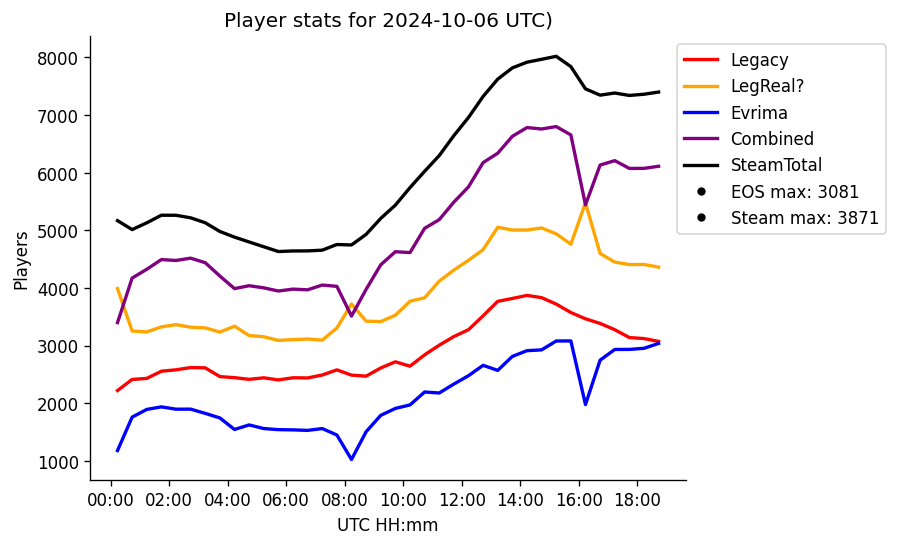 Player stats for 2024-10-06 UTC)
8000
7000
6000
5000
4000
3000
2000
1000
Players
00:00 02:00 04:00 06:00 08:00 10:00 12:00 14:00 16:00 18:00
UTC HH:mm
Legacy
LegReal?
Evrima
Combined
SteamTotal
EOS max: 3081
Steam max: 3871